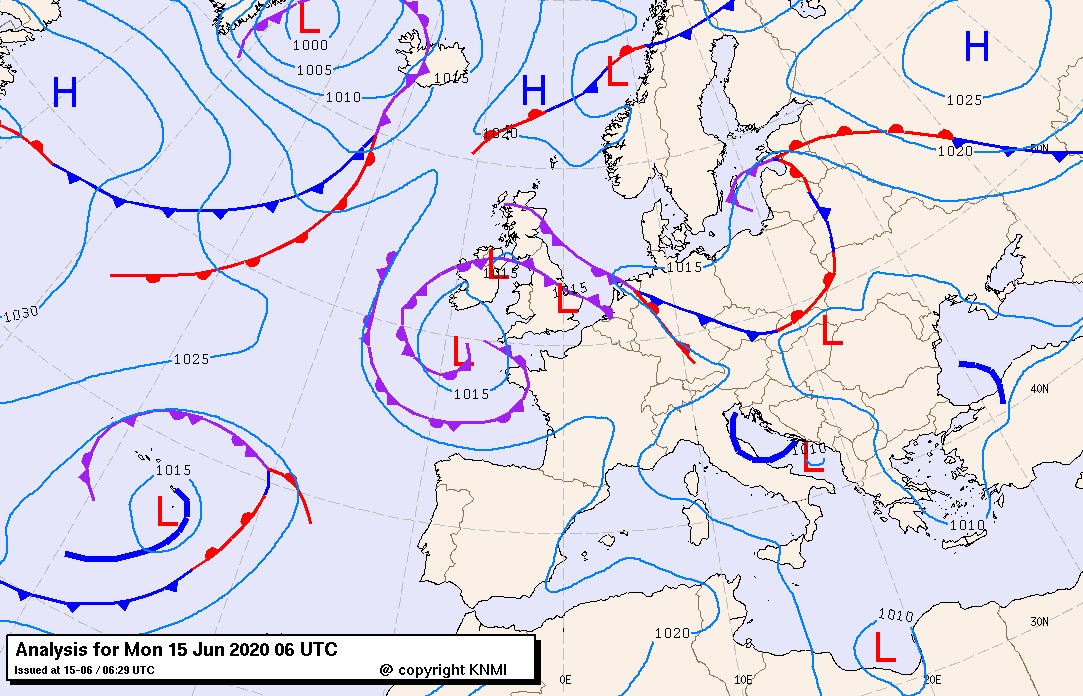 L
1000
1005
1010
1015
H
H
L
1020
H
1025
1020
50N
L
1015
1015
L
1015
1030
L
1025
L
1015
40N
1015
L
1010
L
1010
1010
L
30N
1020
0E
10E
20E
Analysis for Mon 15 Jun 2020 06 UTC
Issued at 15-06 / 06:29 UTC
@ copyright KNMI